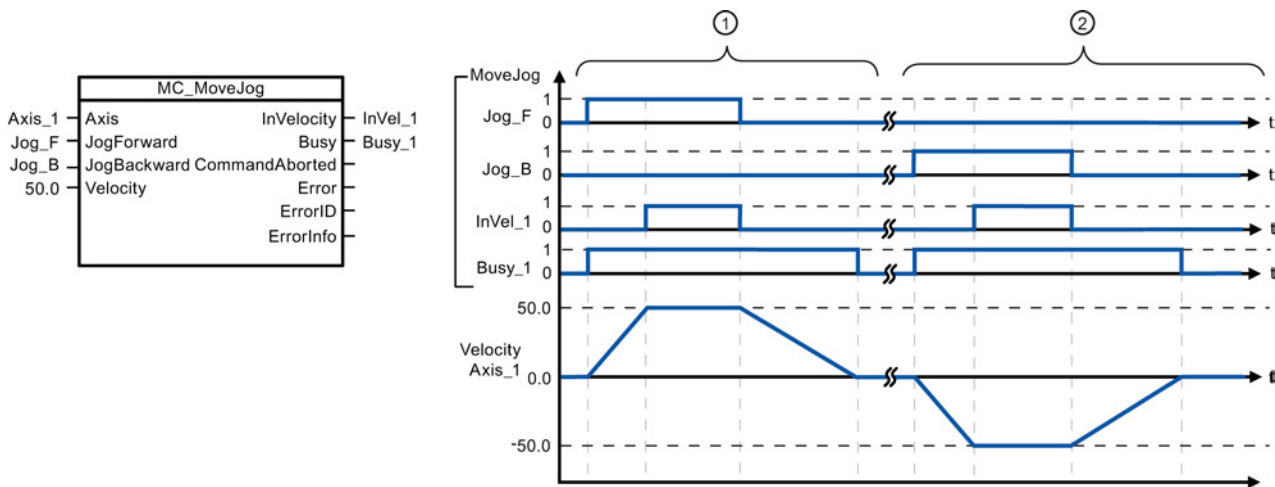 MC_MoveJog
Axis_1 Axis InVelocity InVel_1
Jog_F JogForward Busy Busy_1
Jog_B JogBackward CommandAborted
50.0 Velocity Error
ErrorID
ErrorInfo
① ②
MoveJog
1
Jog_F
0 t
1
Jog_B
0 t
1
InVel_1
0 t
1
Busy_1
0 t
50.0
Velocity
Axis_1
0.0 t
-50.0